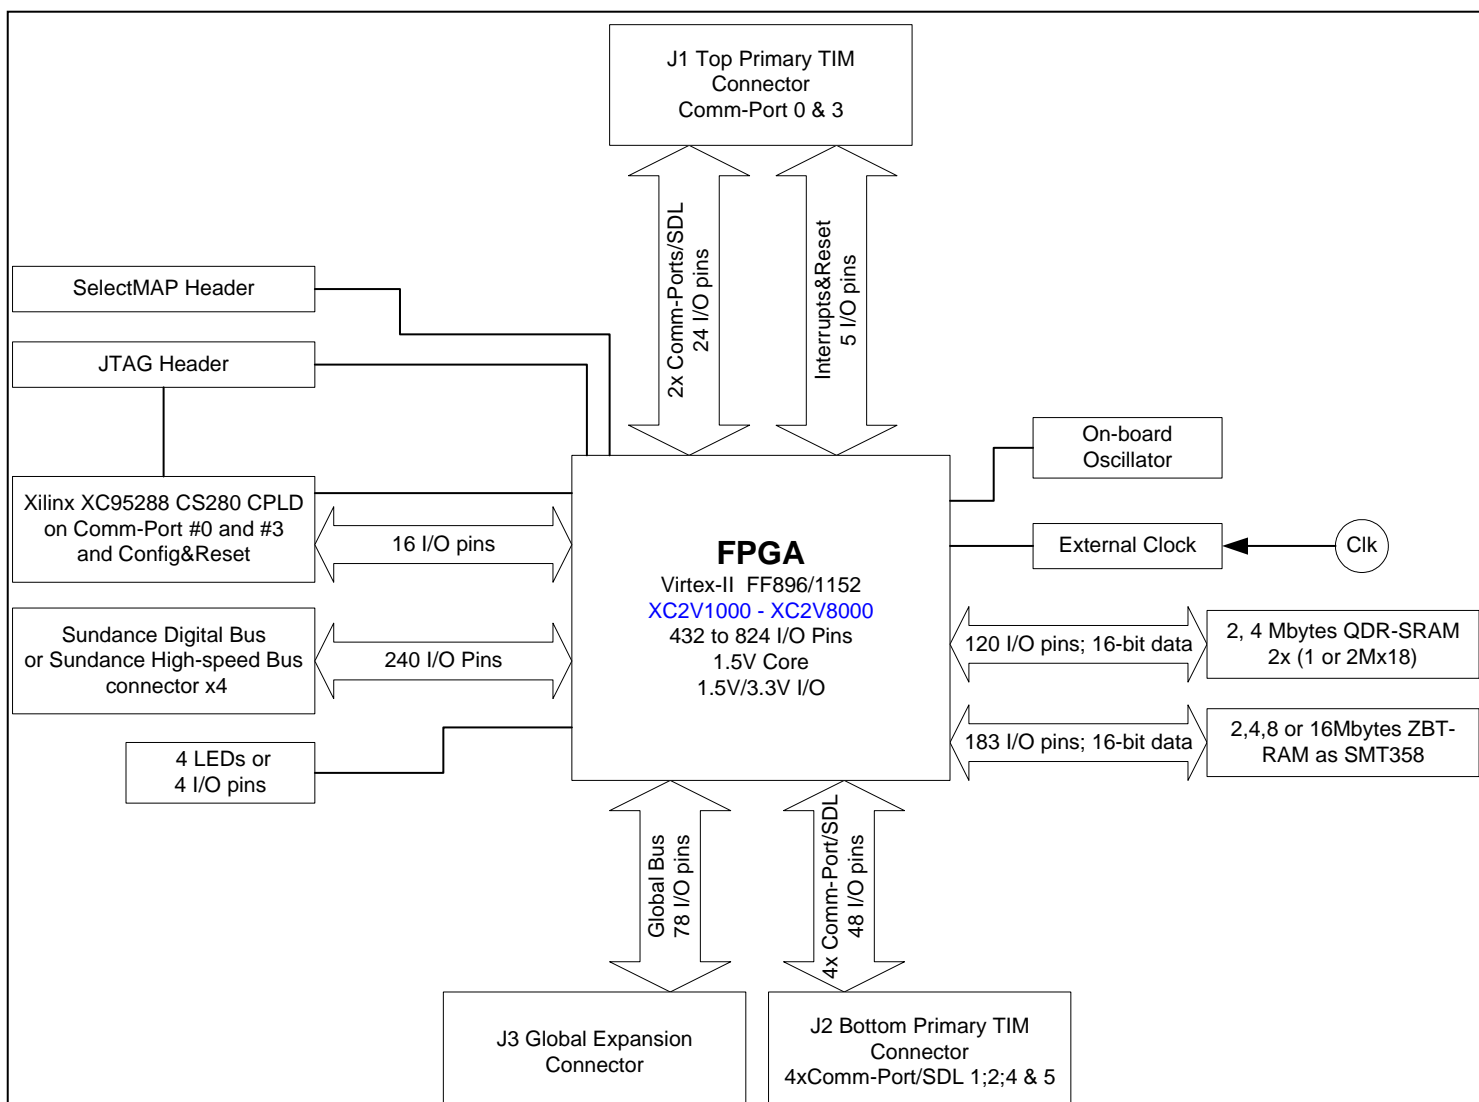 J1 Top Primary TIM
Connector
Comm-Port 0 & 3
2x Comm-Ports/SDL
24 I/O pins
Interrupts&Reset
5 I/O pins
SelectMAP Header
JTAG Header
On-board
Oscillator
Xilinx XC95288 CS280 CPLD
on Comm-Port #0 and #3
and Config&Reset
16 I/O pins
External Clock
Clk
FPGA
Virtex-II FF896/1152
XC2V1000 - XC2V8000
432 to 824 I/O Pins
1.5V Core
1.5V/3.3V I/O
Sundance Digital Bus
or Sundance High-speed Bus
connector x4
240 I/O Pins
120 I/O pins; 16-bit data
2, 4 Mbytes QDR-SRAM
2x (1 or 2Mx18)
183 I/O pins; 16-bit data
2,4,8 or 16Mbytes ZBT-
RAM as SMT358
4 LEDs or
4 I/O pins
Global Bus
78 I/O pins
4x Comm-Port/SDL
48 I/O pins
J3 Global Expansion
Connector
J2 Bottom Primary TIM
Connector
4xComm-Port/SDL 1;2;4 & 5